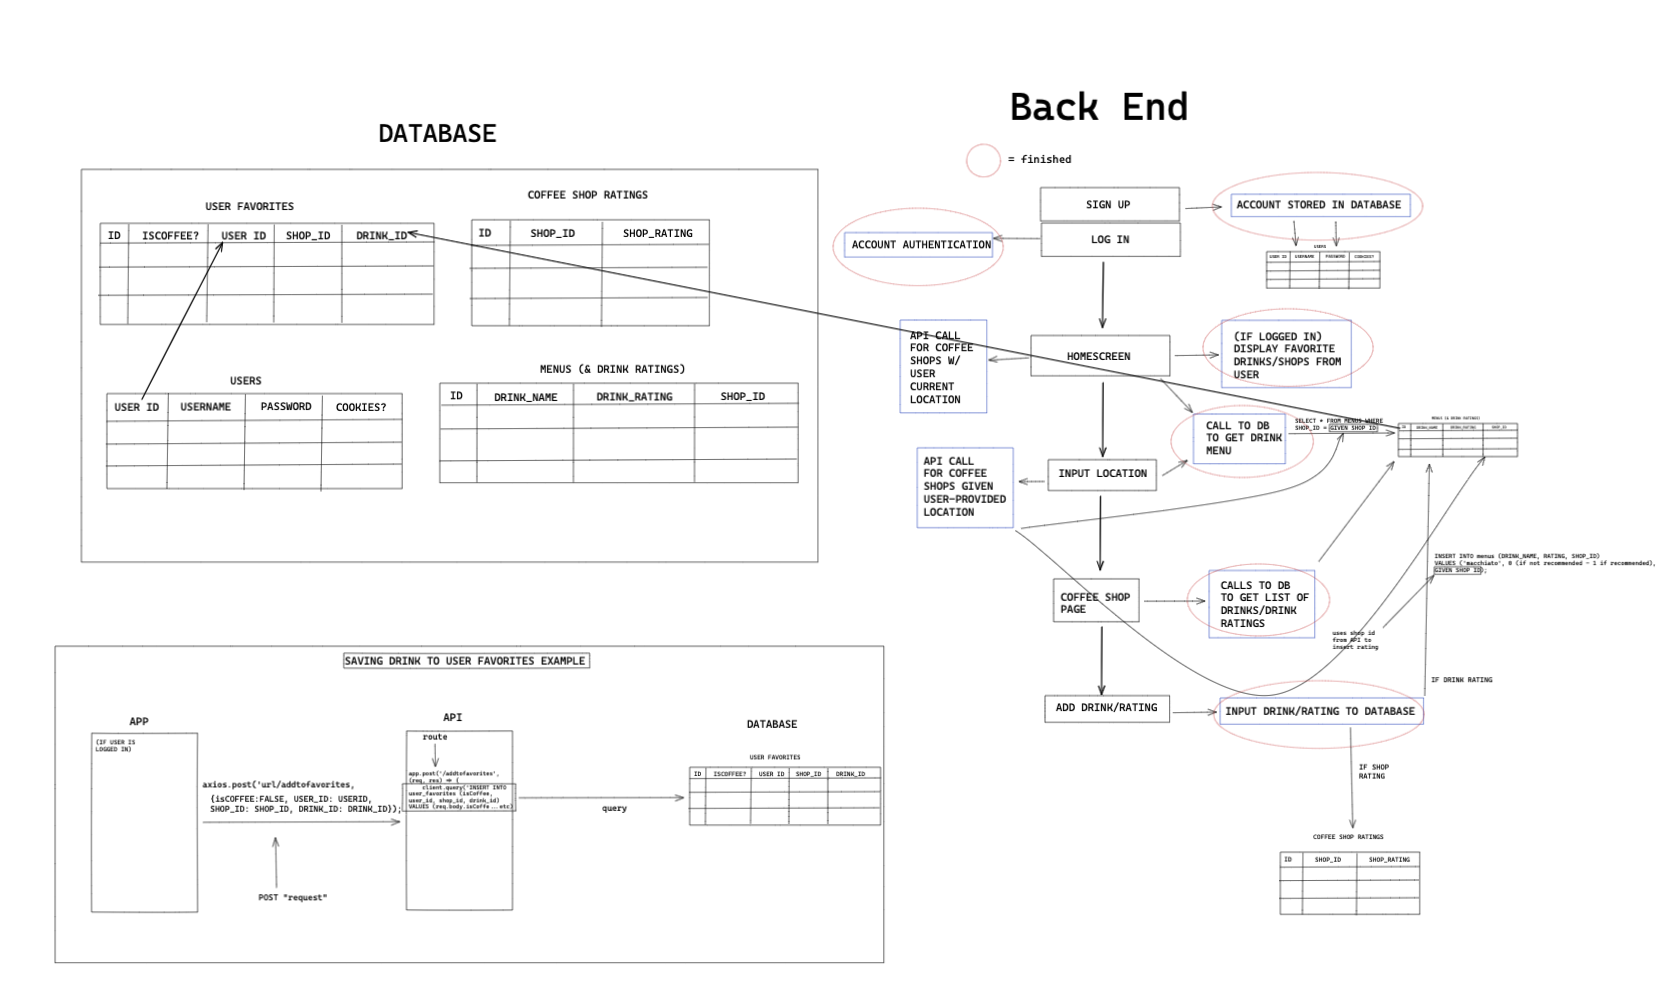 Back End
DATABASE
= finished
USER FAVORITES
ID ISCOFFEE? USER ID SHOP_ID DRINK_ID
COFFEE SHOP RATINGS
ID SHOP_ID SHOP_RATING
USERS
USER ID USERNAME PASSWORD COOKIES?
MENUS (& DRINK RATINGS)
ID DRINK_NAME DRINK_RATING SHOP_ID
SIGN UP
LOG IN
ACCOUNT STORED IN DATABASE
ACCOUNT AUTHENTICATION
USERS
USER ID USERNAME PASSWORD COOKIES?
API CALL
FOR COFFEE
SHOPS W/
USER
CURRENT
LOCATION
HOMESCREEN
(IF LOGGED IN)
DISPLAY FAVORITE
DRINKS/SHOPS FROM
USER
CALL TO DB
TO GET DRINK
MENU
SELECT * FROM MENUS WHERE
SHOP_ID = GIVEN SHOP ID
MENUS (& DRINK RATINGS)
ID DRINK_NAME DRINK_RATING SHOP_ID
API CALL
FOR COFFEE
SHOPS GIVEN
USER-PROVIDED
LOCATION
INPUT LOCATION
INSERT INTO menus (DRINK_NAME, RATING, SHOP_ID)
VALUES ('macchiato', 0 (if not recommended - 1 if recommended),
GIVEN SHOP ID);
COFFEE SHOP
PAGE
CALLS TO DB
TO GET LIST OF
DRINKS/DRINK
RATINGS
uses shop id
from API to
insert rating
IF DRINK RATING
ADD DRINK/RATING
INPUT DRINK/RATING TO DATABASE
IF SHOP
RATING
COFFEE SHOP RATINGS
ID SHOP_ID SHOP_RATING
SAVING DRINK TO USER FAVORITES EXAMPLE
APP
(IF USER IS
LOGGED IN)
axios.post('url/addtofavorites,
{isCOFFEE:FALSE, USER_ID: USERID,
SHOP_ID: SHOP_ID, DRINK_ID: DRINK_ID});
POST "request"
API
route
app.post('/addtofavorites',
(req, res) => {
client.query('INSERT INTO
user_favorites (isCoffee,
user_id, shop_id, drink_id)
VALUES (req.body.isCoffe...etc)
query
DATABASE
USER FAVORITES
ID ISCOFFEE? USER ID SHOP_ID DRINK_ID